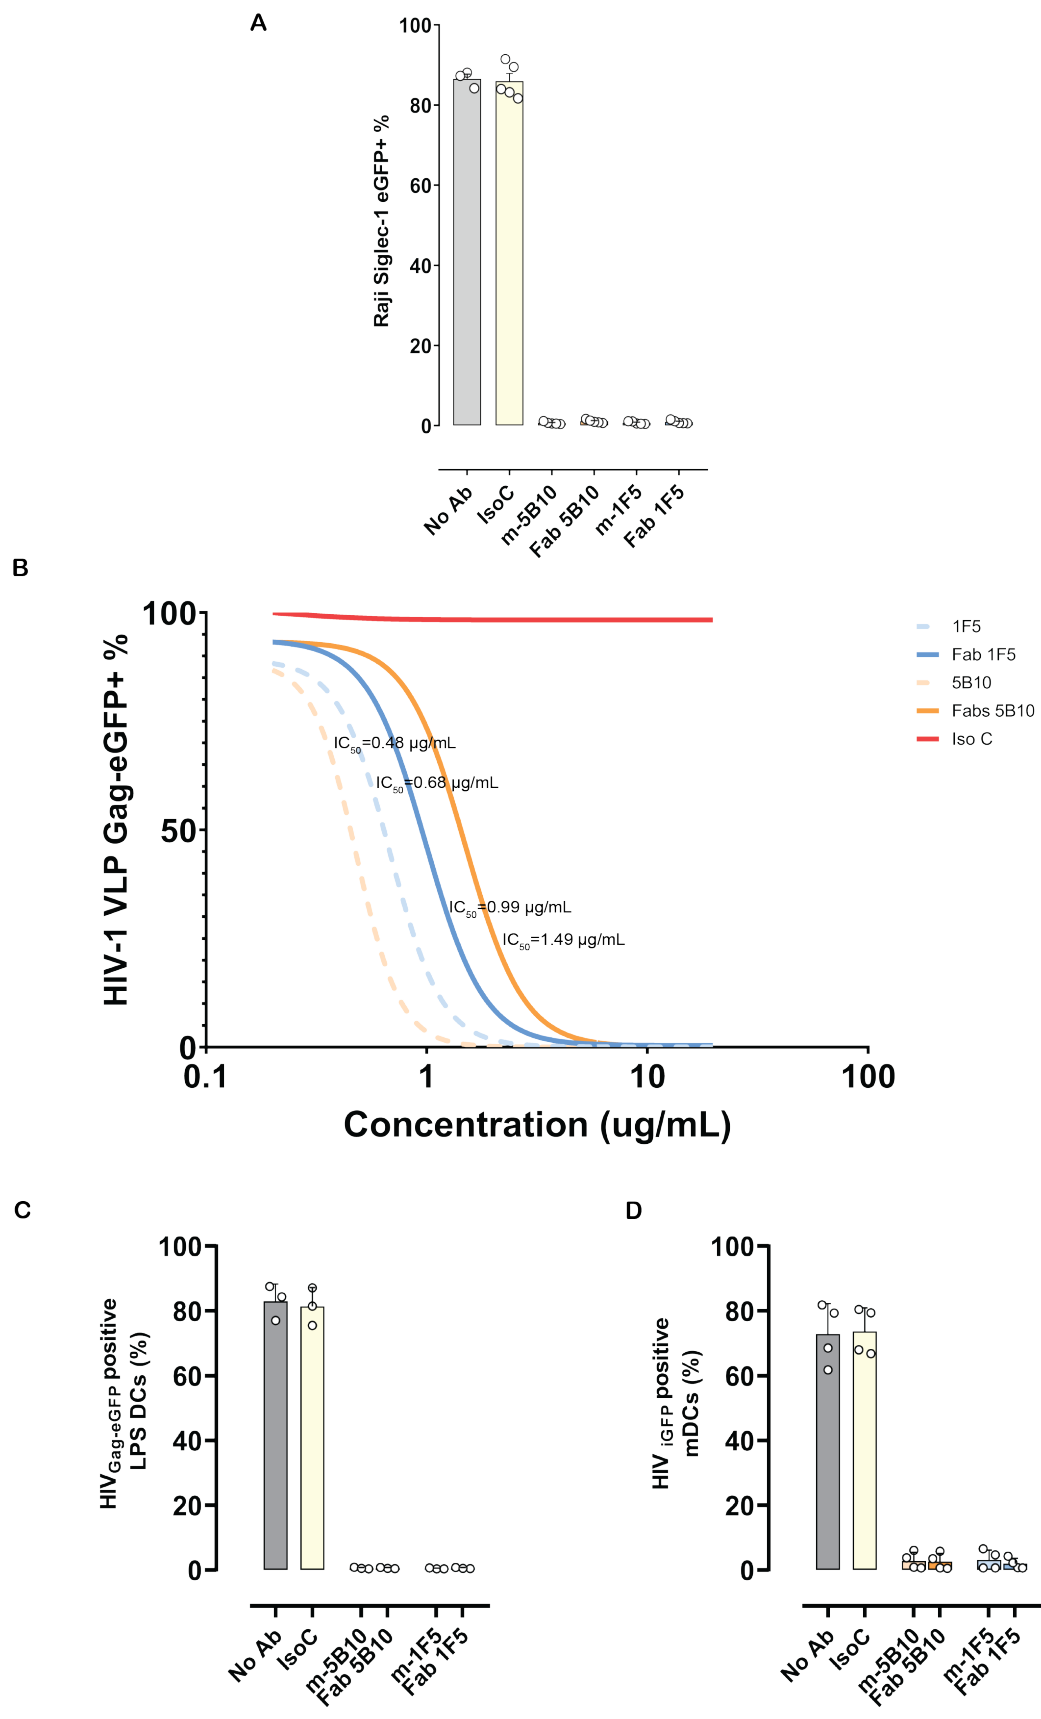 A
100
80
60
40
20
0
Raji Siglec-1 eGFP+ %
No Ab
IsoC
m-5B10
Fab 5B10
m-1F5
Fab 1F5
B
100
50
0
HIV-1 VLP Gag-eGFP+ %
IC50=0.48 µg/mL
IC50=0.68 µg/mL
IC50=0.99 µg/mL
IC50=1.49 µg/mL
0.1
1
10
100
Concentration (ug/mL)
1F5
Fab 1F5
5B10
Fabs 5B10
Iso C
C
100
80
60
40
20
0
HIVGag-eGFP positive
LPS DCs (%)
No Ab
IsoC
m-5B10
Fab 5B10
m-1F5
Fab 1F5
D
100
80
60
40
20
0
HIV iGFP positive
mDCs (%)
No Ab
IsoC
m-5B10
Fab 5B10
m-1F5
Fab 1F5